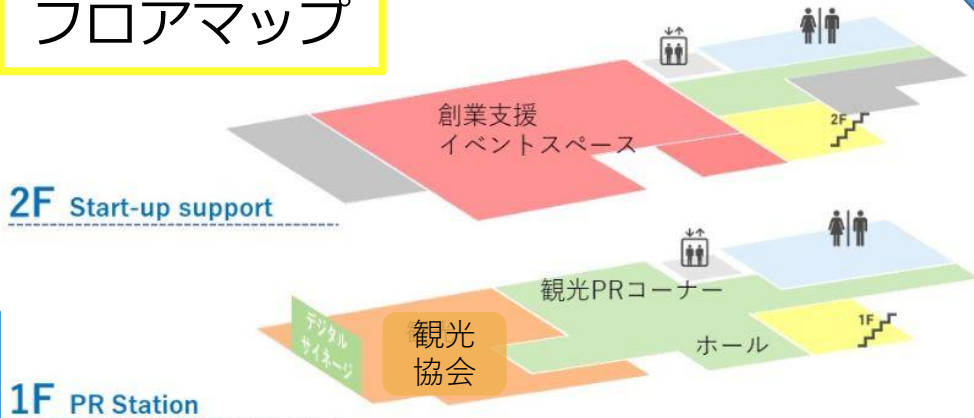 フロアマップ
創業支援
イベントスペース
2F
2F Start-up support
観光PRコーナー
デジタル
サイネージ
観光
協会
ホール
1F
1F PR Station